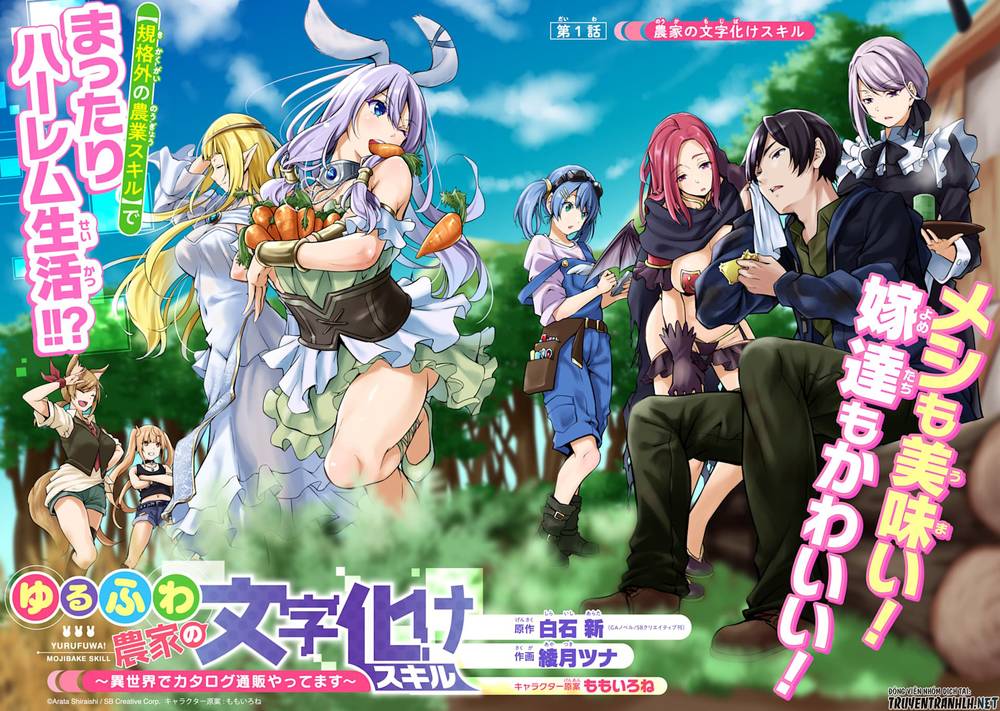 第1話
農家の文字化けスキル
【規格外の農業スキル】で
まったり
ハーレム生活!!?
メシも美味い!
嫁達もかわいい!
ゆるふわ
農家の
文字化け
スキル
YURUFUWA!
MOJIBAKE SKILL
〜異世界でカタログ通販やってます〜
原作 白石 新 (GAノベル/SBクリエイティブ刊)
作画 綾月ツナ
キャラクター原案 ももいろね
©Arata Shiraishi / SB Creative Corp. キャラクター原案:ももいろね
ĐỘNG VIÊN NHÓM DỊCH TẠI:
TRUYENTRANHLH.NET